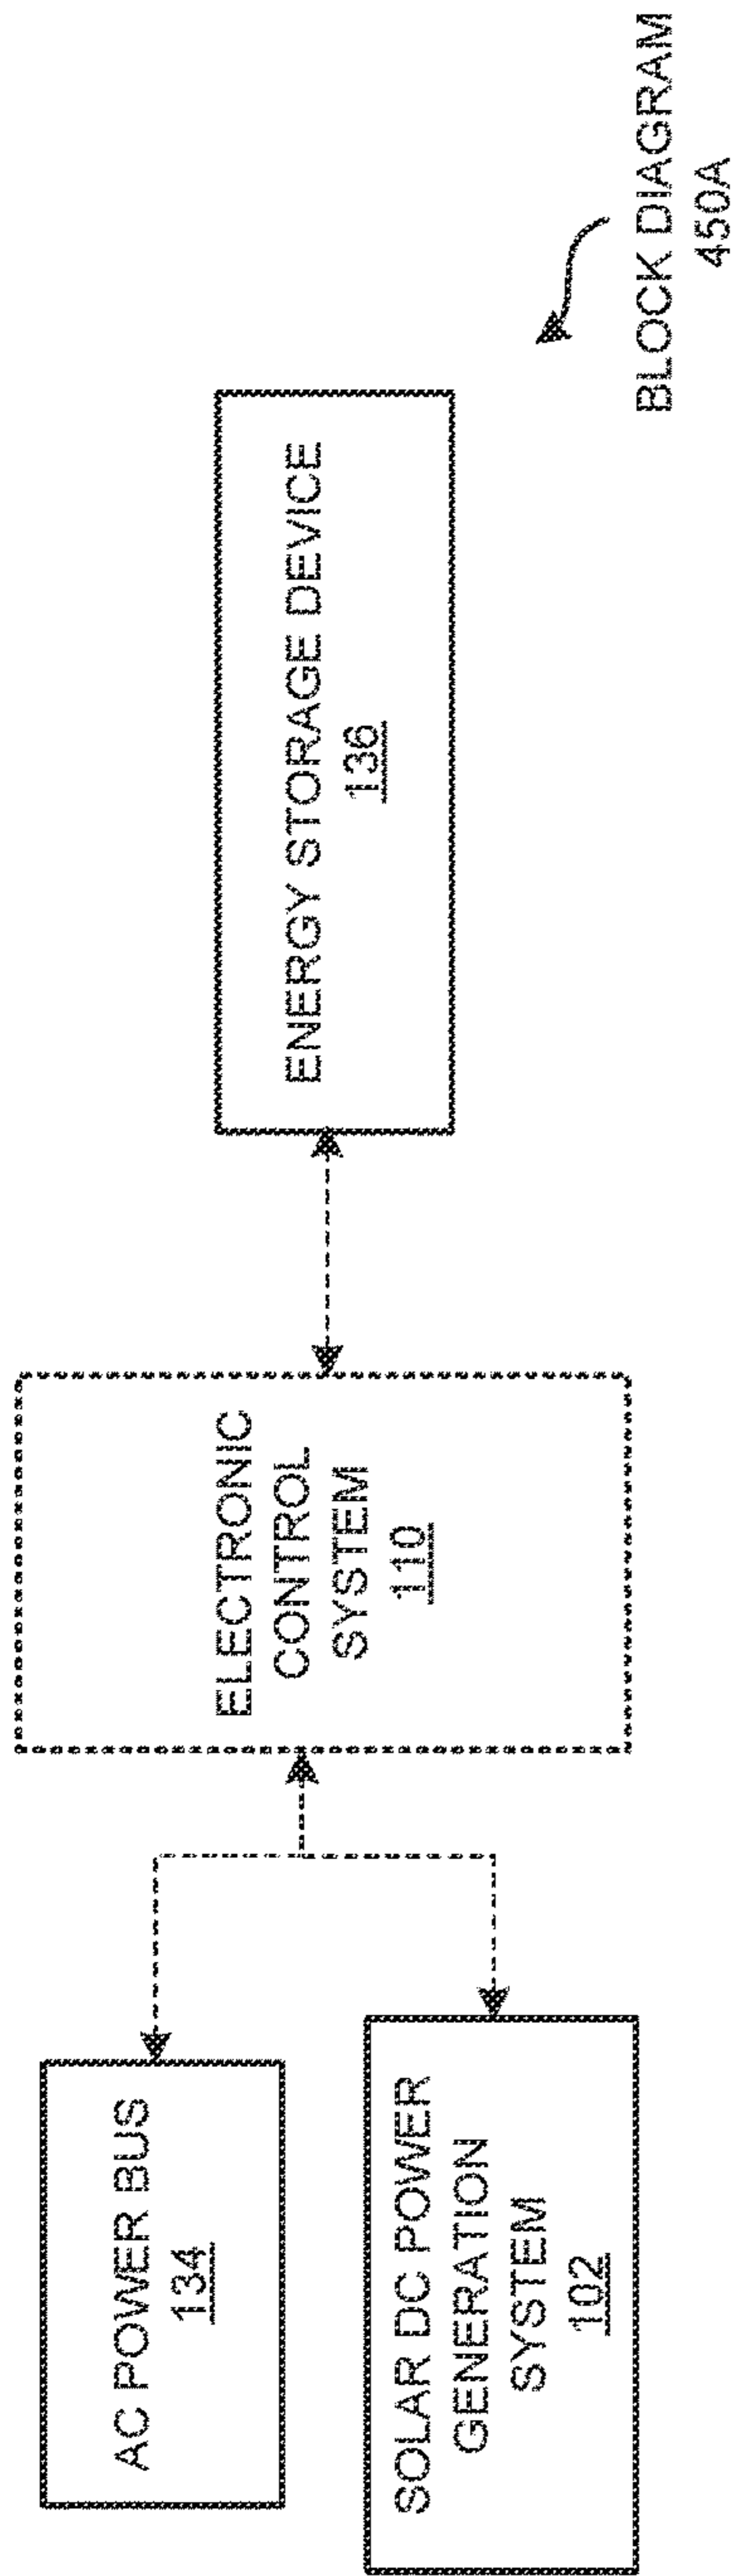 AC POWER BUS
134
SOLAR DC POWER
GENERATION
SYSTEM
102
ELECTRONIC
CONTROL
SYSTEM
110
ENERGY STORAGE DEVICE
136
BLOCK DIAGRAM
450A